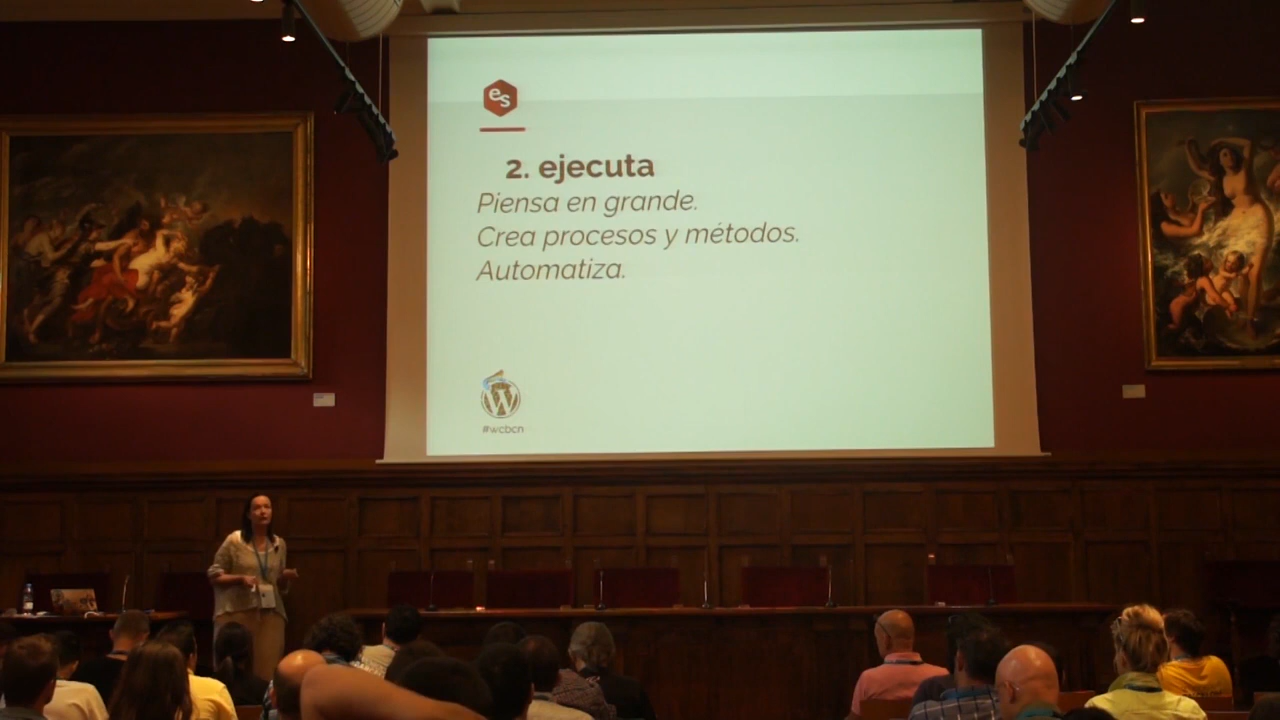 es
2. ejecuta
Piensa en grande.
Crea procesos y métodos.
Automatiza.
W
#wcbcn